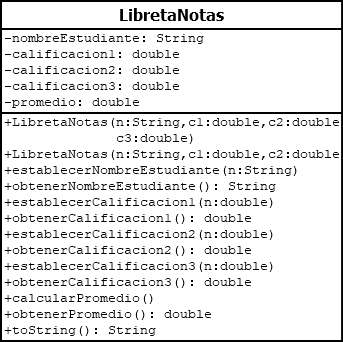 LibretaNotas
-nombreEstudiante: String
-calificacion1: double
-calificacion2: double
-calificacion3: double
-promedio: double
+LibretaNotas(n:String,c1:double,c2:double
c3:double)
+LibretaNotas(n:String,c1:double,c2:double
+establecerNombreEstudiante(n:String)
+obtenerNombreEstudiante(): String
+establecerCalificacion1(n:double)
+obtenerCalificacion1(): double
+establecerCalificacion2(n:double)
+obtenerCalificacion2(): double
+establecerCalificacion3(n:double)
+obtenerCalificacion3(): double
+calcularPromedio()
+obtenerPromedio(): double
+toString(): String